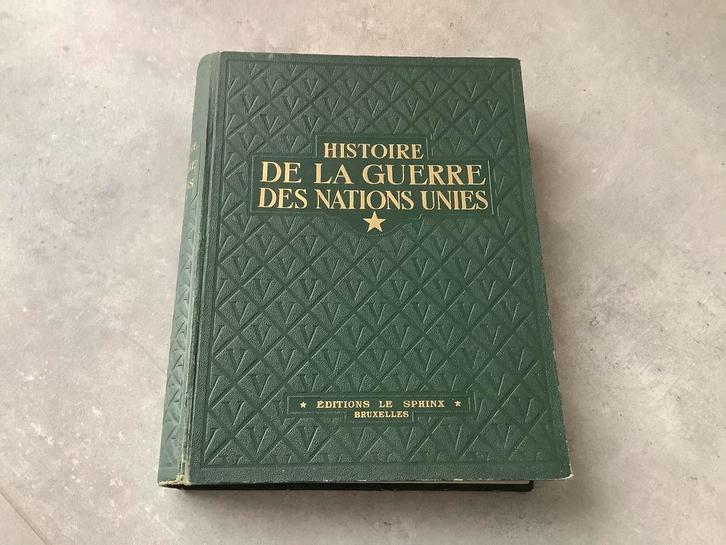 HISTOIRE
DE LA GUERRE
DES NATIONS UNIES
★
★ ÉDITIONS LE SPHINX ★
BRUXELLES